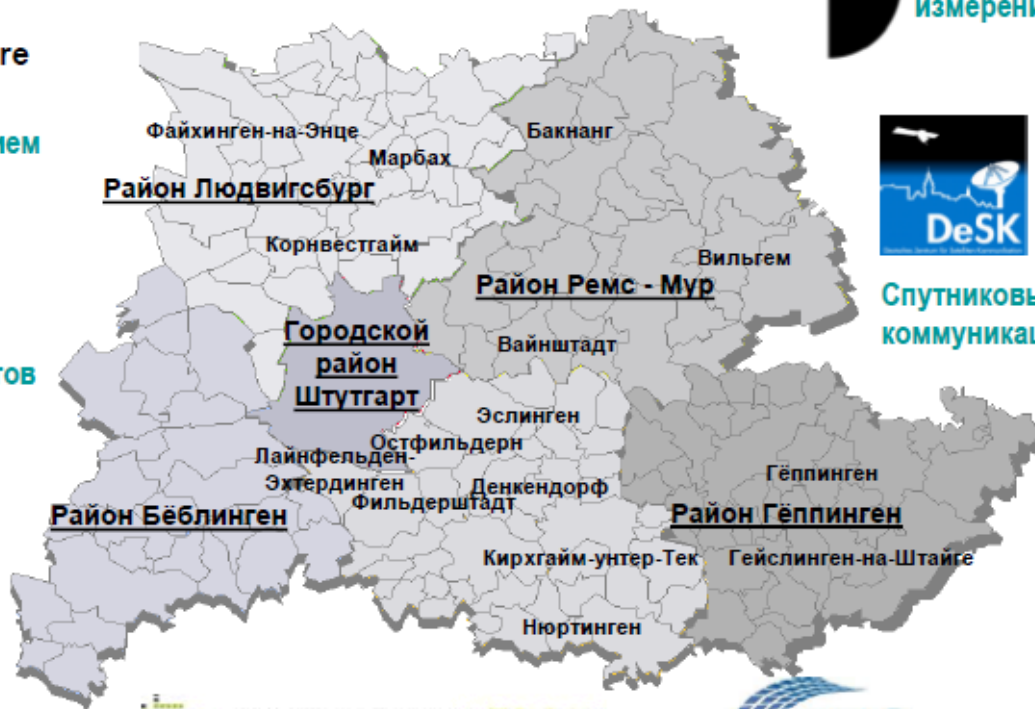 измерени
re
ием
Файхинген-на-Энце
Бакнанг
Марбах
Район Людвигсбург
DeSK
Корнвестгайм
Вильгем
Район Ремс - Мур
Спутниковы
коммуникац
Городской
район
Штутгарт
Вайнштадт
тов
Эслинген
Остфильдерн
Лайнфельден-
Эхтердинген
Гёппинген
Денкендорф
Фильдерштадт
Район Бёблинген
Район Гёппинген
Кирхгайм-унтер-Тек
Гейслинген-на-Штайге
Нюртинген